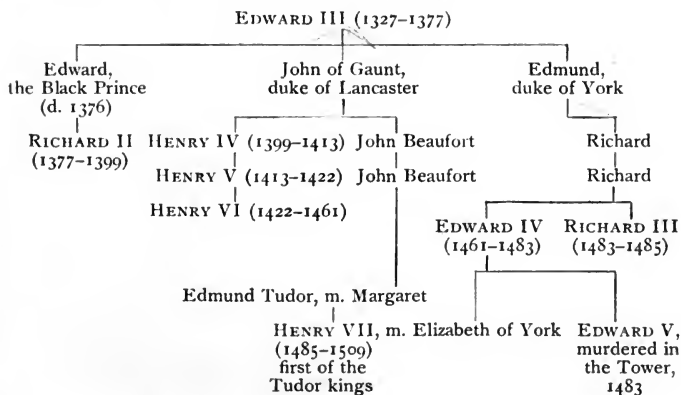 EDWARD III (1327–1377)
Edward, John of Gaunt, Edmund,
the Black Prince duke of Lancaster duke of York
(d. 1376)
RICHARD II HENRY IV (1399–1413) John Beaufort Richard
(1377–1399)
HENRY V (1413–1422) John Beaufort Richard
HENRY VI (1422–1461)
EDWARD IV RICHARD III
(1461–1483) (1483–1485)
Edmund Tudor, m. Margaret
HENRY VII, m. Elizabeth of York EDWARD V,
(1485–1509) murdered in
first of the the Tower,
Tudor kings 1483